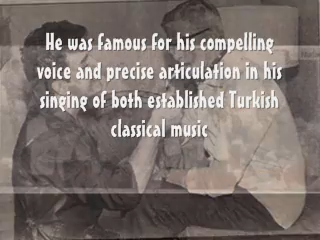 He was famous for his compelling
voice and precise articulation in his
singing of both established Turkish
classical music